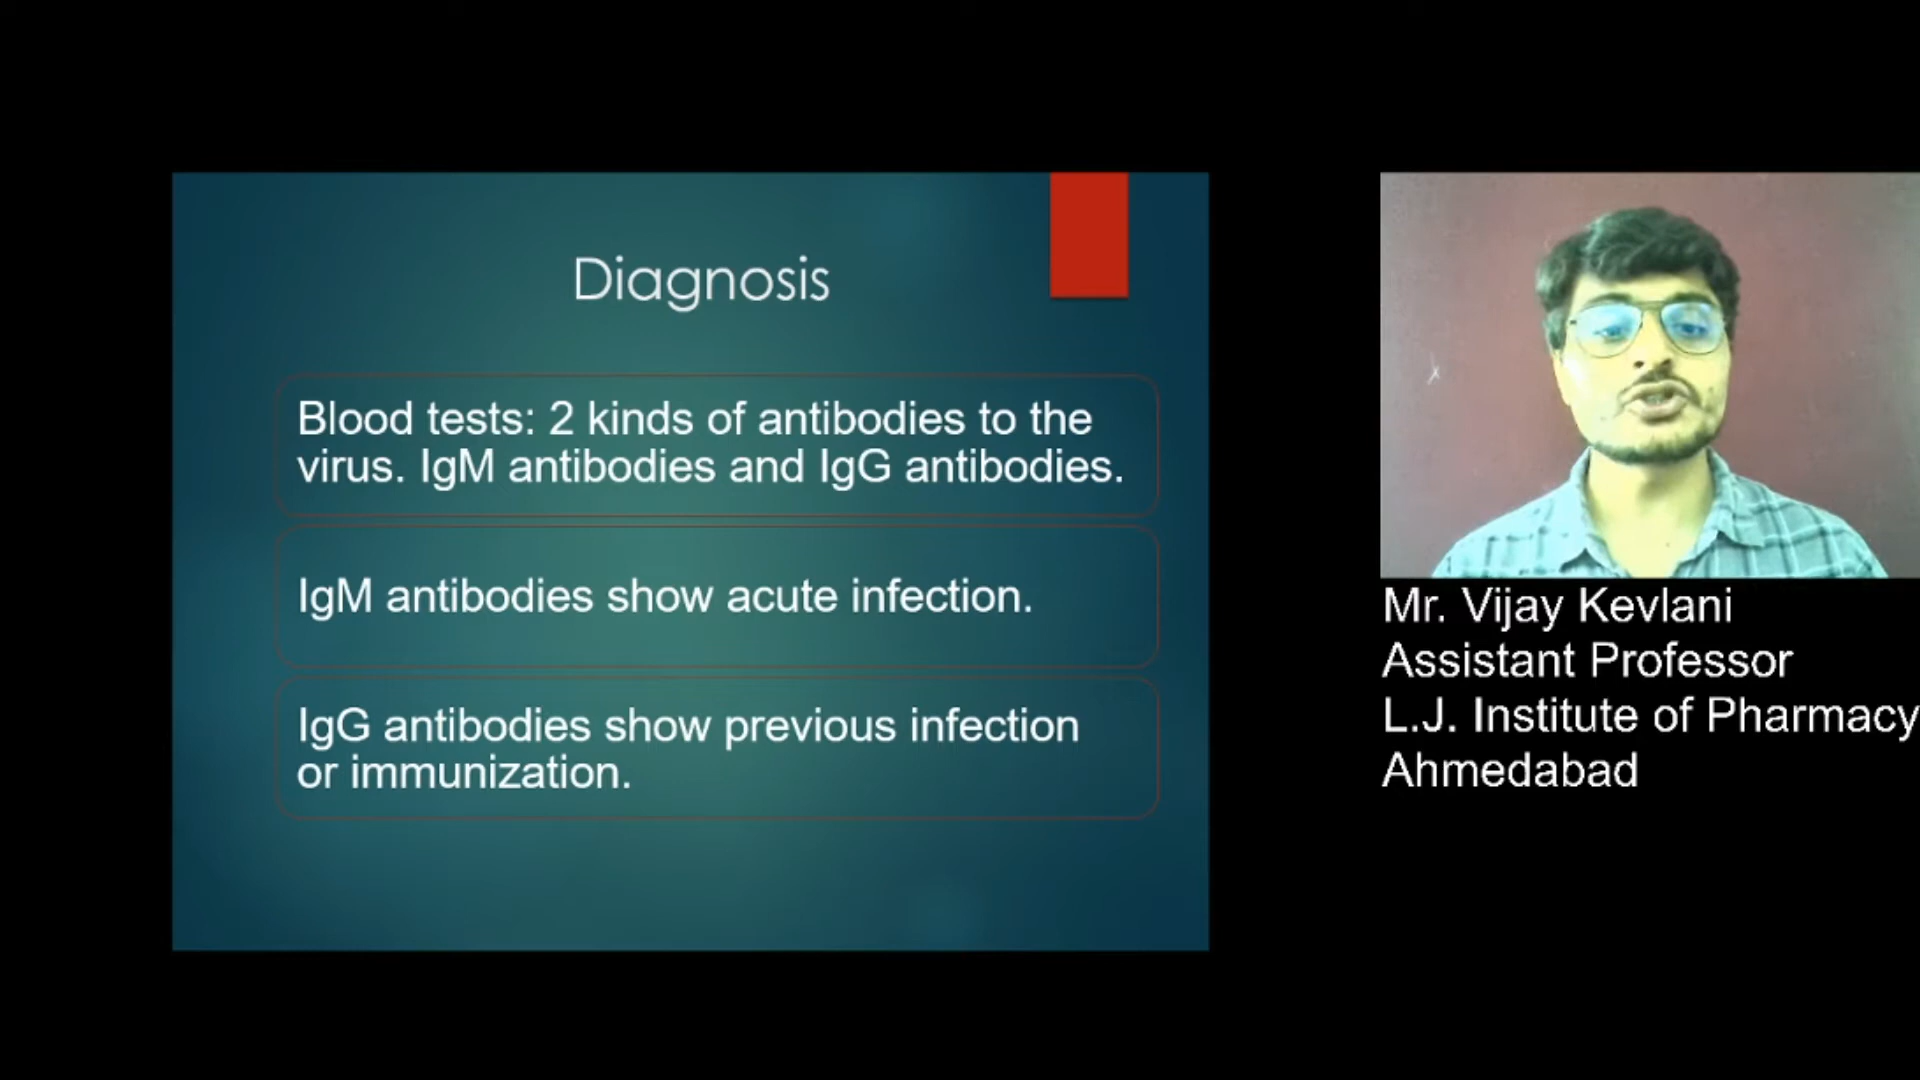 Diagnosis
Blood tests: 2 kinds of antibodies to the
virus. IgM antibodies and IgG antibodies.
IgM antibodies show acute infection.
IgG antibodies show previous infection
or immunization.
Mr. Vijay Kevlani
Assistant Professor
L.J. Institute of Pharmacy
Ahmedabad